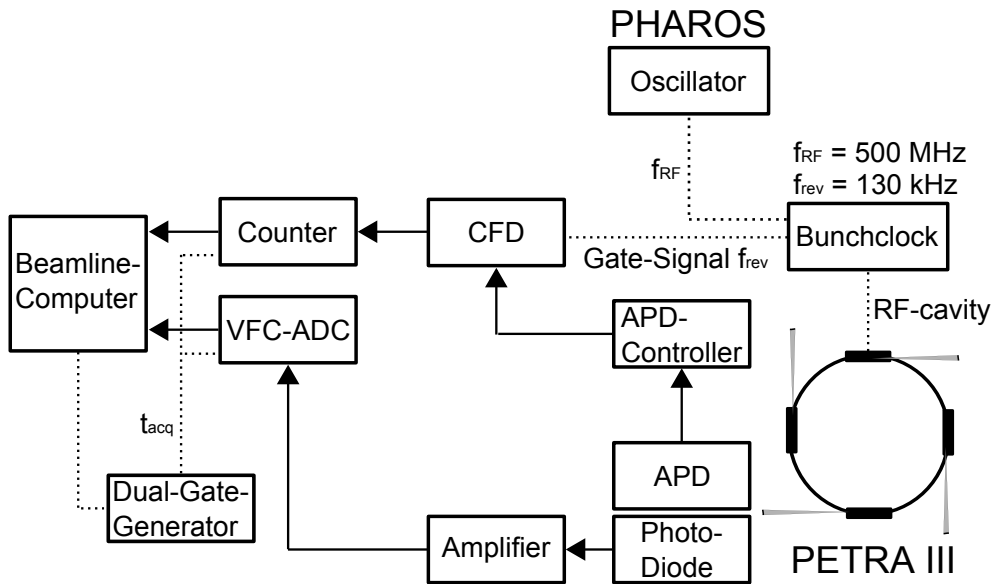 PHAROS
Oscillator
fRF
fRF = 500 MHz
frev = 130 kHz
Beamline-
Computer
Counter
CFD
Gate-Signal frev
Bunchclock
RF-cavity
VFC-ADC
APD-
Controller
tacq
Dual-Gate-
Generator
APD
Amplifier
Photo-
Diode
PETRA III